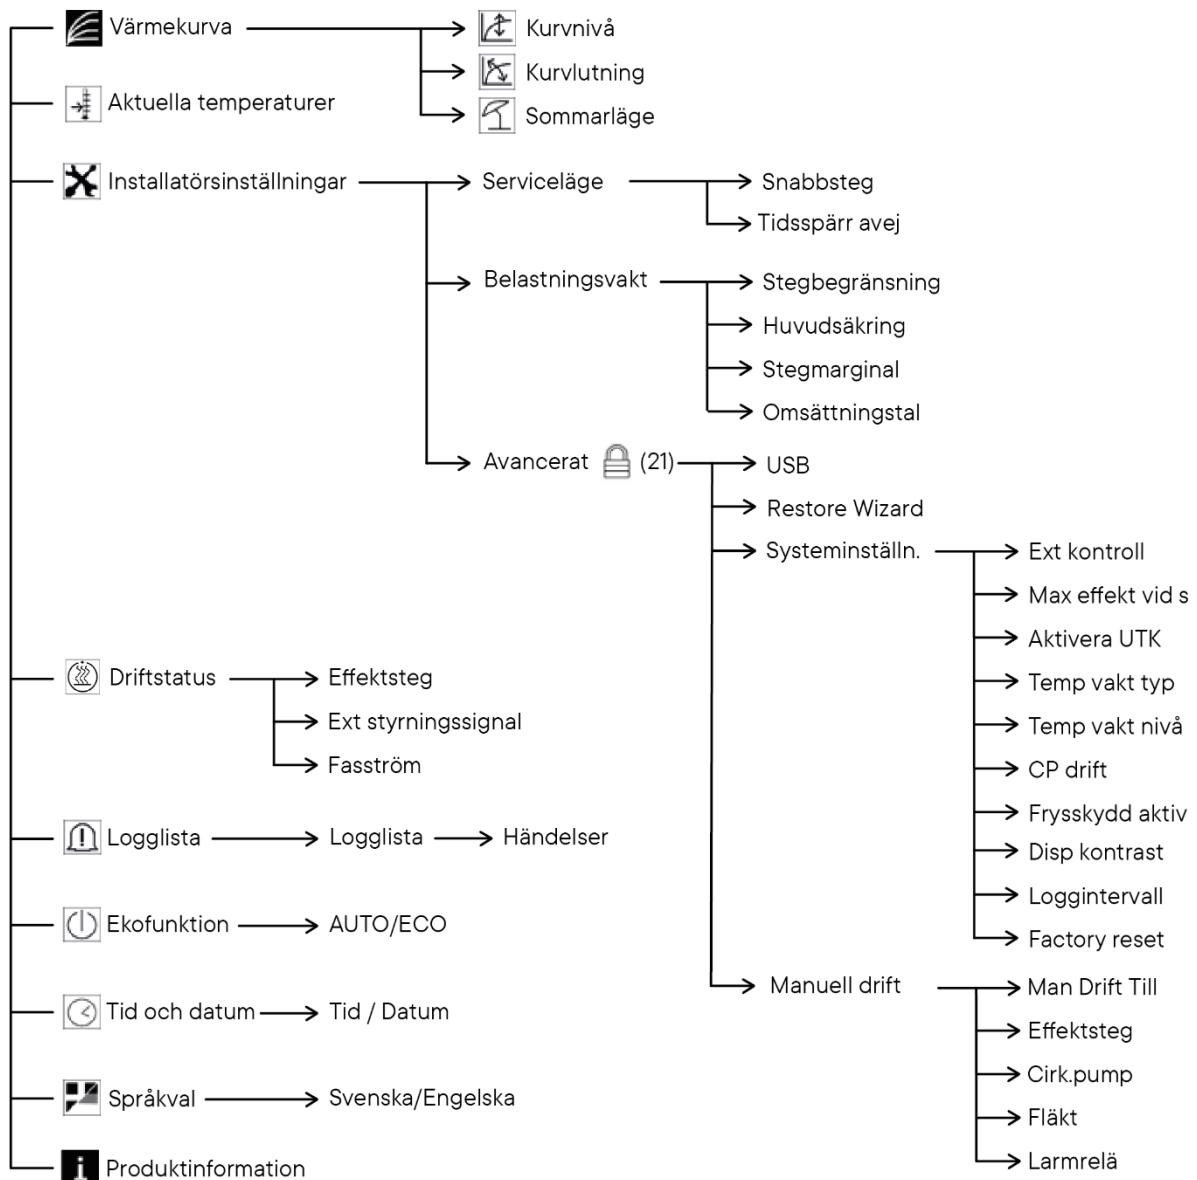 Värmekurva
Kurvnivå
Kurvlutning
Sommarläge
Aktuella temperaturer
Installatörsinställningar
Serviceläge
Snabbsteg
Tidsspärr avej
Belastningsvakt
Stegbegränsning
Huvudsäkring
Stegmarginal
Omsättningstal
Avancerat (21)
USB
Restore Wizard
Systeminställn.
Ext kontroll
Max effekt vid s
Aktivera UTK
Temp vakt typ
Temp vakt nivå
CP drift
Frysskydd aktiv
Disp kontrast
Loggintervall
Factory reset
Manuell drift
Man Drift Till
Effektsteg
Cirk.pump
Fläkt
Larmrelä
Driftstatus
Effektsteg
Ext styrningssignal
Fasström
Logglista
Logglista
Händelser
Ekofunktion
AUTO/ECO
Tid och datum
Tid / Datum
Språkval
Svenska/Engelska
Produktinformation